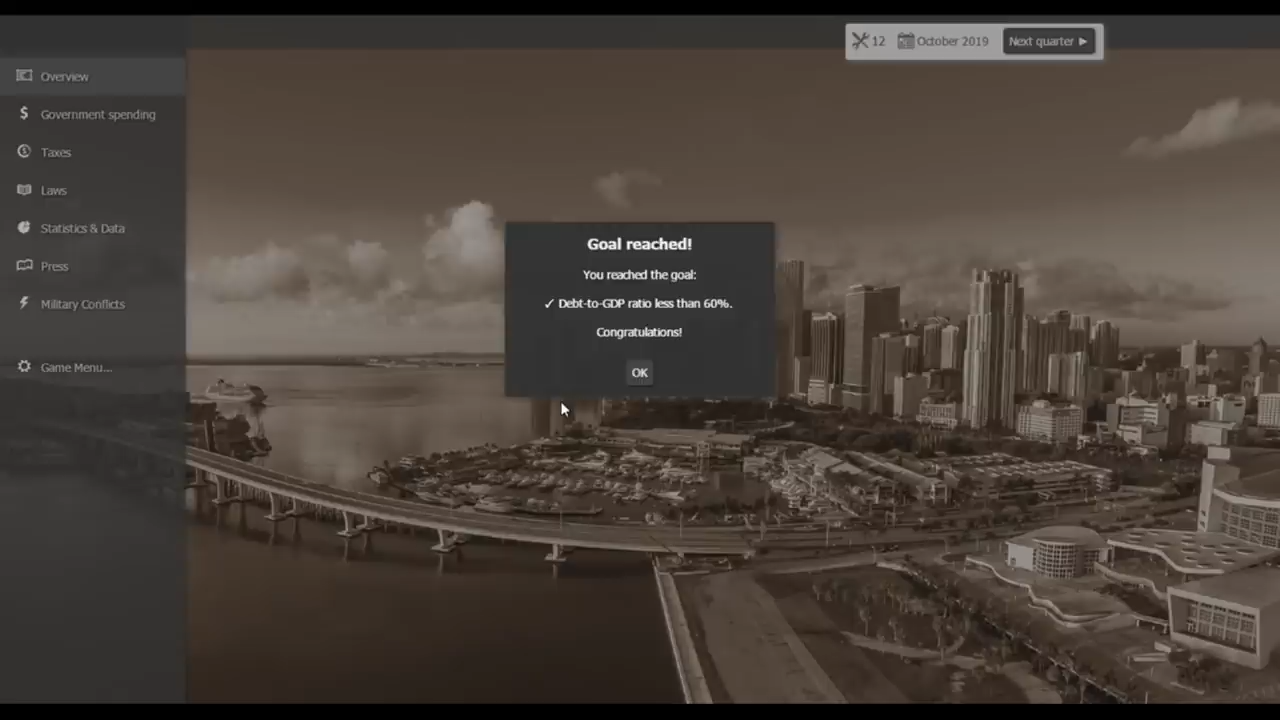 12
October 2019
Next quarter ►
Overview
Government spending
Taxes
Laws
Statistics & Data
Press
Military Conflicts
Game Menu...
Goal reached!
You reached the goal:
✓ Debt-to-GDP ratio less than 60%.
Congratulations!
OK